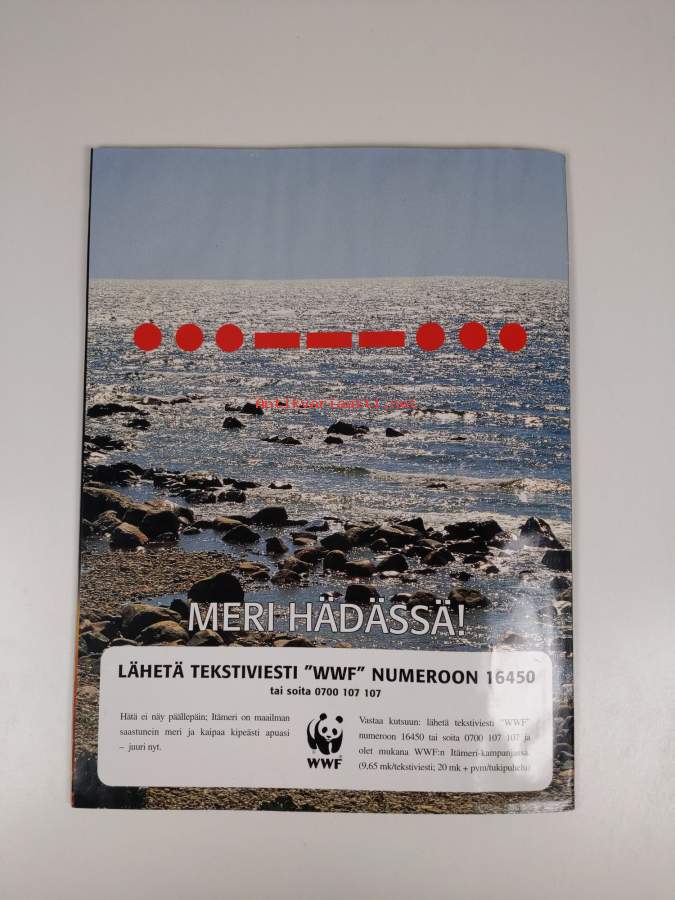 Antikvariaatti.net
MERI HÄDÄSSÄ!
LÄHETÄ TEKSTIVIESTI ”WWF” NUMEROON 16450
tai soita 0700 107 107
Hätä ei näy päällepäin; Itämeri on maailman
saastunein meri ja kaipaa kipeästi apuasi
– juuri nyt.
WWF
Vastaa kutsuun: lähetä tekstiviesti ”WWF”
numeroon 16450 tai soita 0700 107 107 ja
olet mukana WWF:n Itämeri-kampanjassa.
(9,65 mk/tekstiviesti; 20 mk + pvm/tukipuhelu)